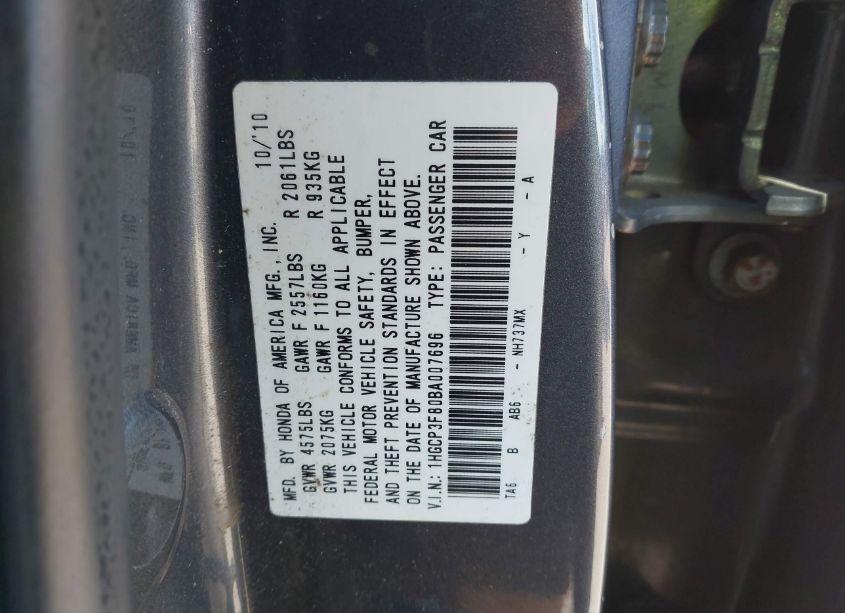 MFD. BY HONDA OF AMERICA MFG., INC. 10/'10
GVWR 4575LBS GAWR F 2557LBS R 2061LBS
GVWR 2075KG GAWR F 1160KG R 935KG
THIS VEHICLE CONFORMS TO ALL APPLICABLE
FEDERAL MOTOR VEHICLE SAFETY, BUMPER,
AND THEFT PREVENTION STANDARDS IN EFFECT
ON THE DATE OF MANUFACTURE SHOWN ABOVE.
V.I.N.: 1HGCP3F80BA007696 TYPE: PASSENGER CAR
TA6 B AB6 - NH737MX - Y - A